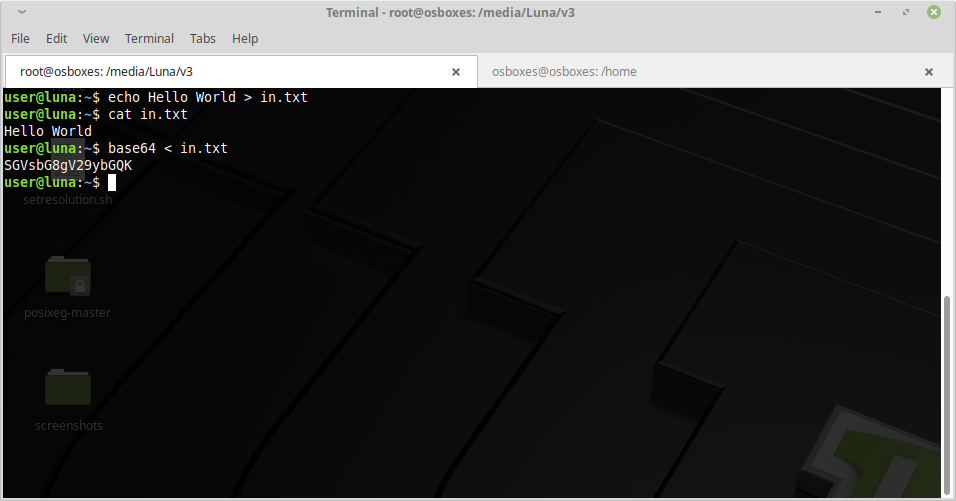 Terminal - root@osboxes: /media/Luna/v3
File Edit View Terminal Tabs Help
root@osboxes: /media/Luna/v3
osboxes@osboxes: /home
user@luna:~$ echo Hello World > in.txt
user@luna:~$ cat in.txt
Hello World
user@luna:~$ base64 < in.txt
SGVsbG8gV29ybGQK
user@luna:~$
setresolution.sh
posixeg-master
screenshots